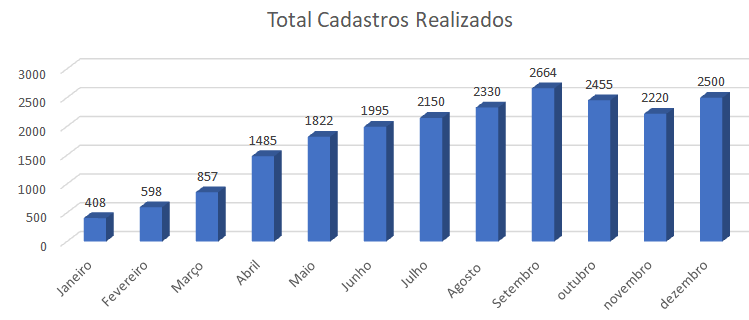 Total Cadastros Realizados
3000
2500
2000
1500
1000
500
0
408
598
857
1485
1822
1995
2150
2330
2664
2455
2220
2500
Janeiro
Fevereiro
Março
Abril
Maio
Junho
Julho
Agosto
Setembro
outubro
novembro
dezembro